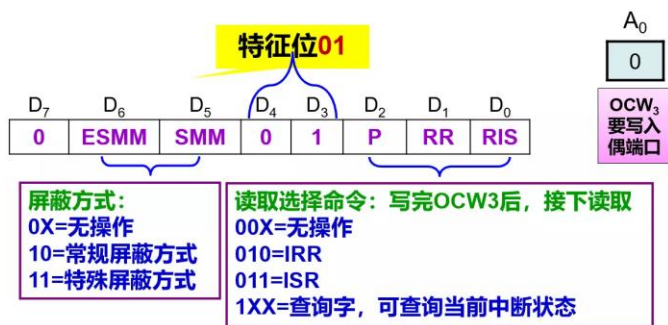 特征位01
A0
0
OCW3
要写入
偶端口
D7 D6 D5 D4 D3 D2 D1 D0
0 ESMM SMM 0 1 P RR RIS
屏蔽方式：
0X=无操作
10=常规屏蔽方式
11=特殊屏蔽方式
读取选择命令：写完OCW3后，接下读取
00X=无操作
010=IRR
011=ISR
1XX=查询字，可查询当前中断状态